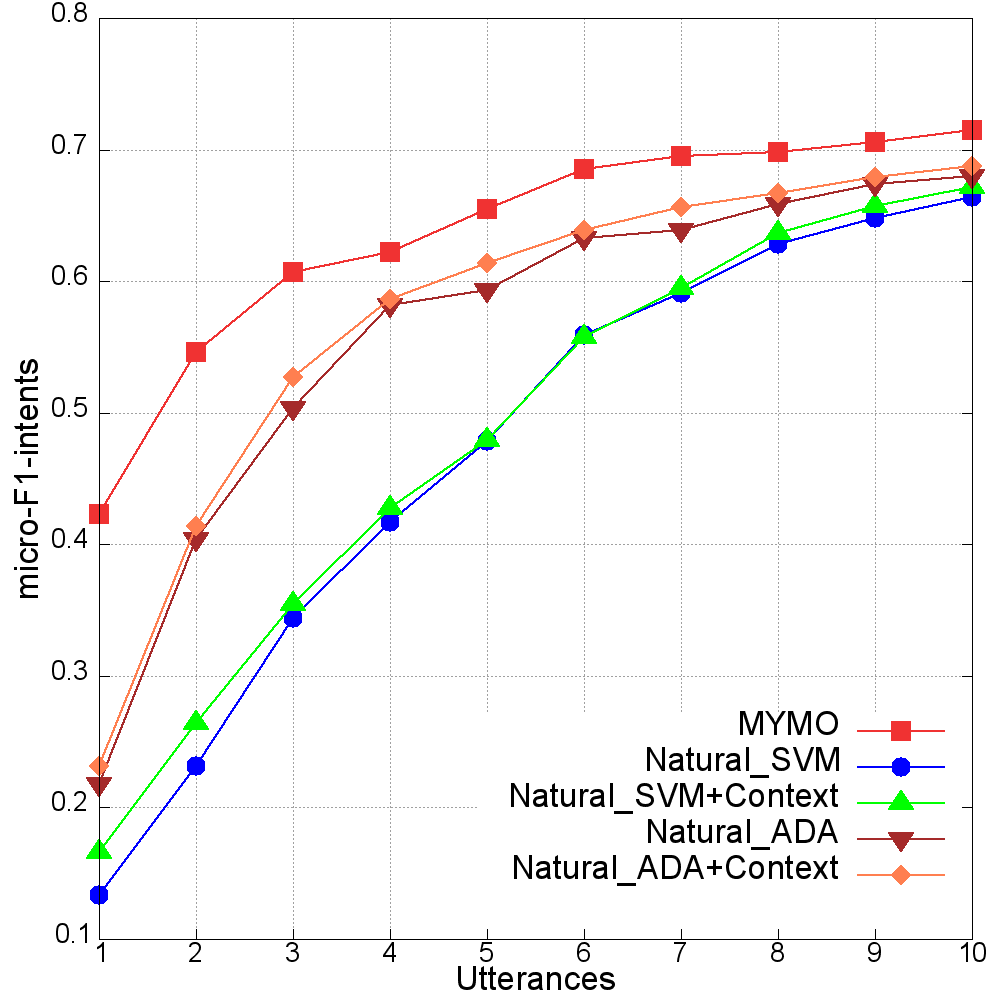 0.8
0.7
0.6
0.5
0.4
0.3
0.2
0.1
micro-F1-intents
MYMO
Natural_SVM
Natural_SVM+Context
Natural_ADA
Natural_ADA+Context
1 2 3 4 5 6 7 8 9 10
Utterances